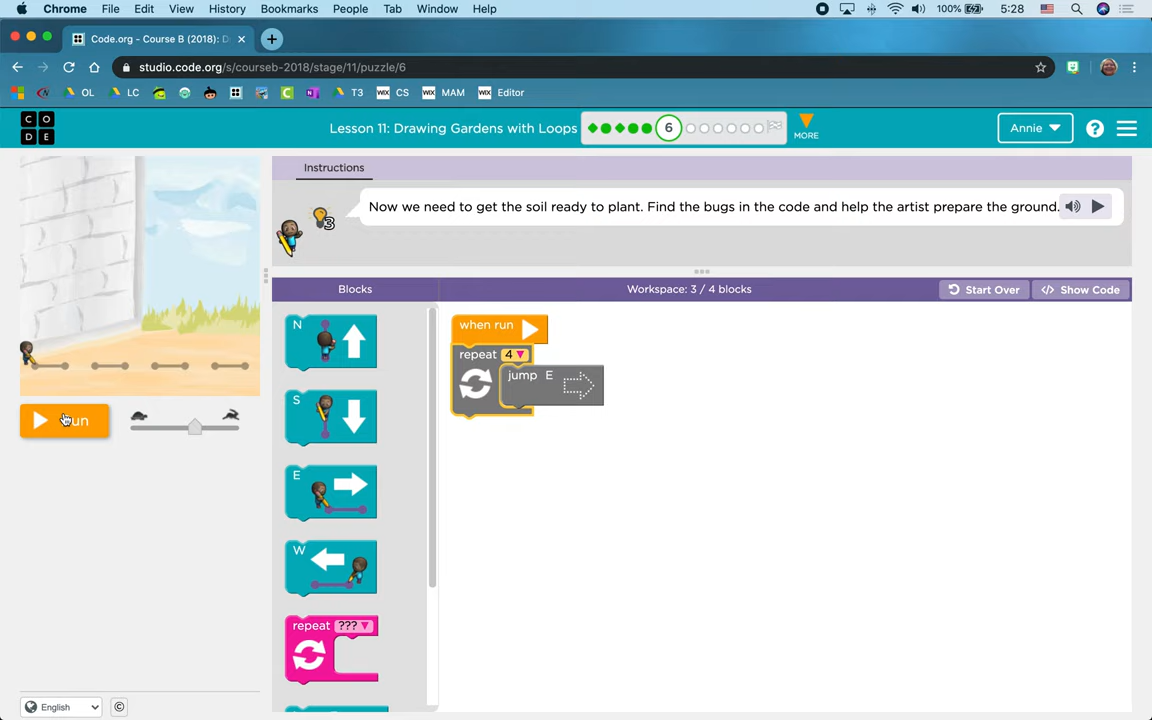 Chrome File Edit View History Bookmarks People Tab Window Help 100% 5:28
Code.org - Course B (2018): D
studio.code.org/s/courseb-2018/stage/11/puzzle/6
OL LC T3 WIX CS WIX MAM WIX Editor
C O
D E
Lesson 11: Drawing Gardens with Loops 6 MORE Annie ?
Instructions
3
Now we need to get the soil ready to plant. Find the bugs in the code and help the artist prepare the ground.
Blocks
Workspace: 3 / 4 blocks
Start Over
</> Show Code
N
S
E
W
repeat ???
when run
repeat 4
jump E
English
©